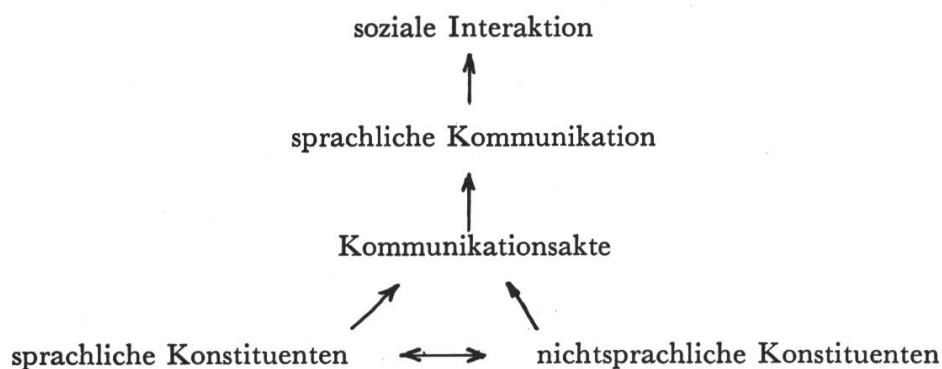 soziale Interaktion
sprachliche Kommunikation
Kommunikationsakte
sprachliche Konstituenten
nichtsprachliche Konstituenten